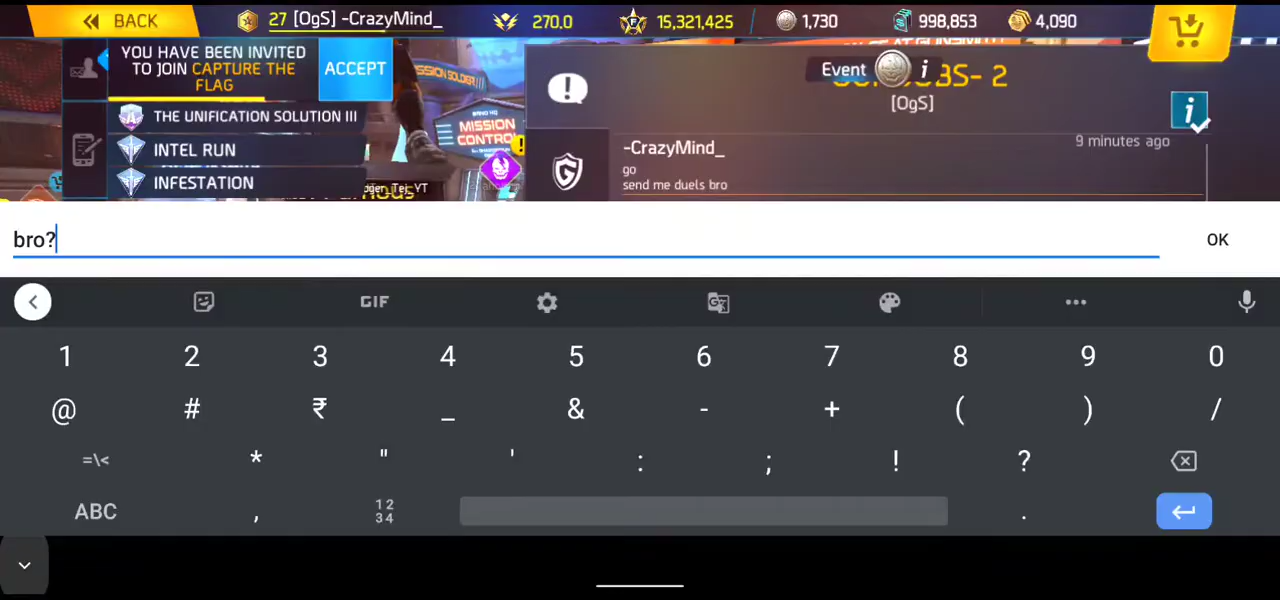 BACK
27 [OgS] -CrazyMind_
270.0
15,321,425
1,730
998,853
4,090
YOU HAVE BEEN INVITED
TO JOIN CAPTURE THE
FLAG
ACCEPT
THE UNIFICATION SOLUTION III
INTEL RUN
INFESTATION
MISSION
CONTROL
Event i
BS- 2
[OgS]
9 minutes ago
-CrazyMind_
go
send me duels bro
bro?
OK
GIF
1 2 3 4 5 6 7 8 9 0
@ # ₹ _ & - + ( ) /
=\< * " ' : ; ! ?
ABC , 12 34 .